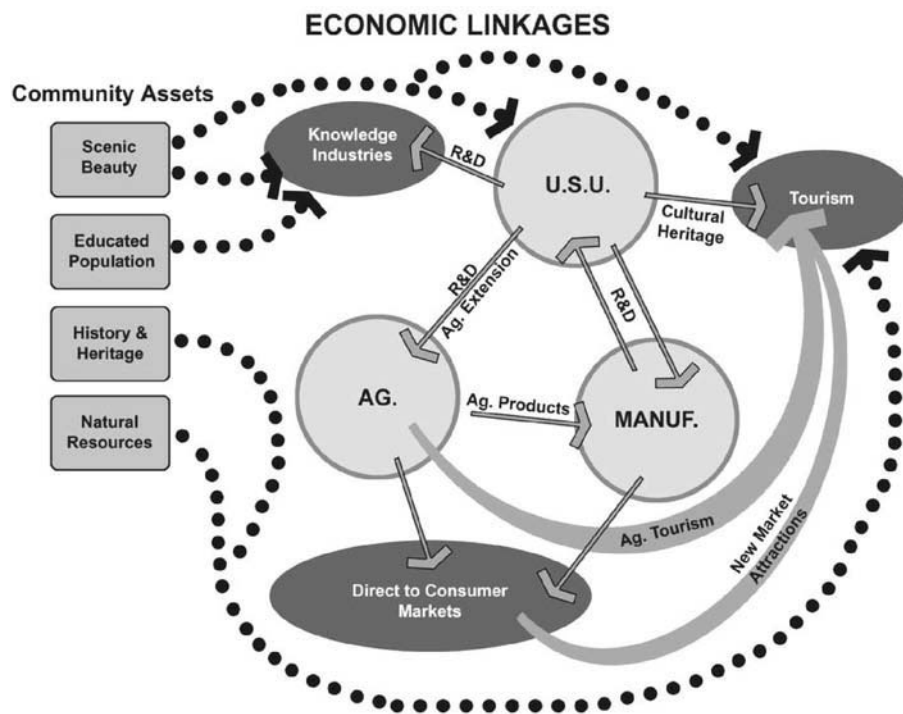 ECONOMIC LINKAGES
Community Assets
Scenic
Beauty
Educated
Population
History &
Heritage
Natural
Resources
Knowledge
Industries
R&D
U.S.U.
Cultural
Heritage
Tourism
R&D
Ag. Extension
R&D
AG.
Ag. Products
MANUF.
Ag. Tourism
New Market
Attractions
Direct to Consumer
Markets